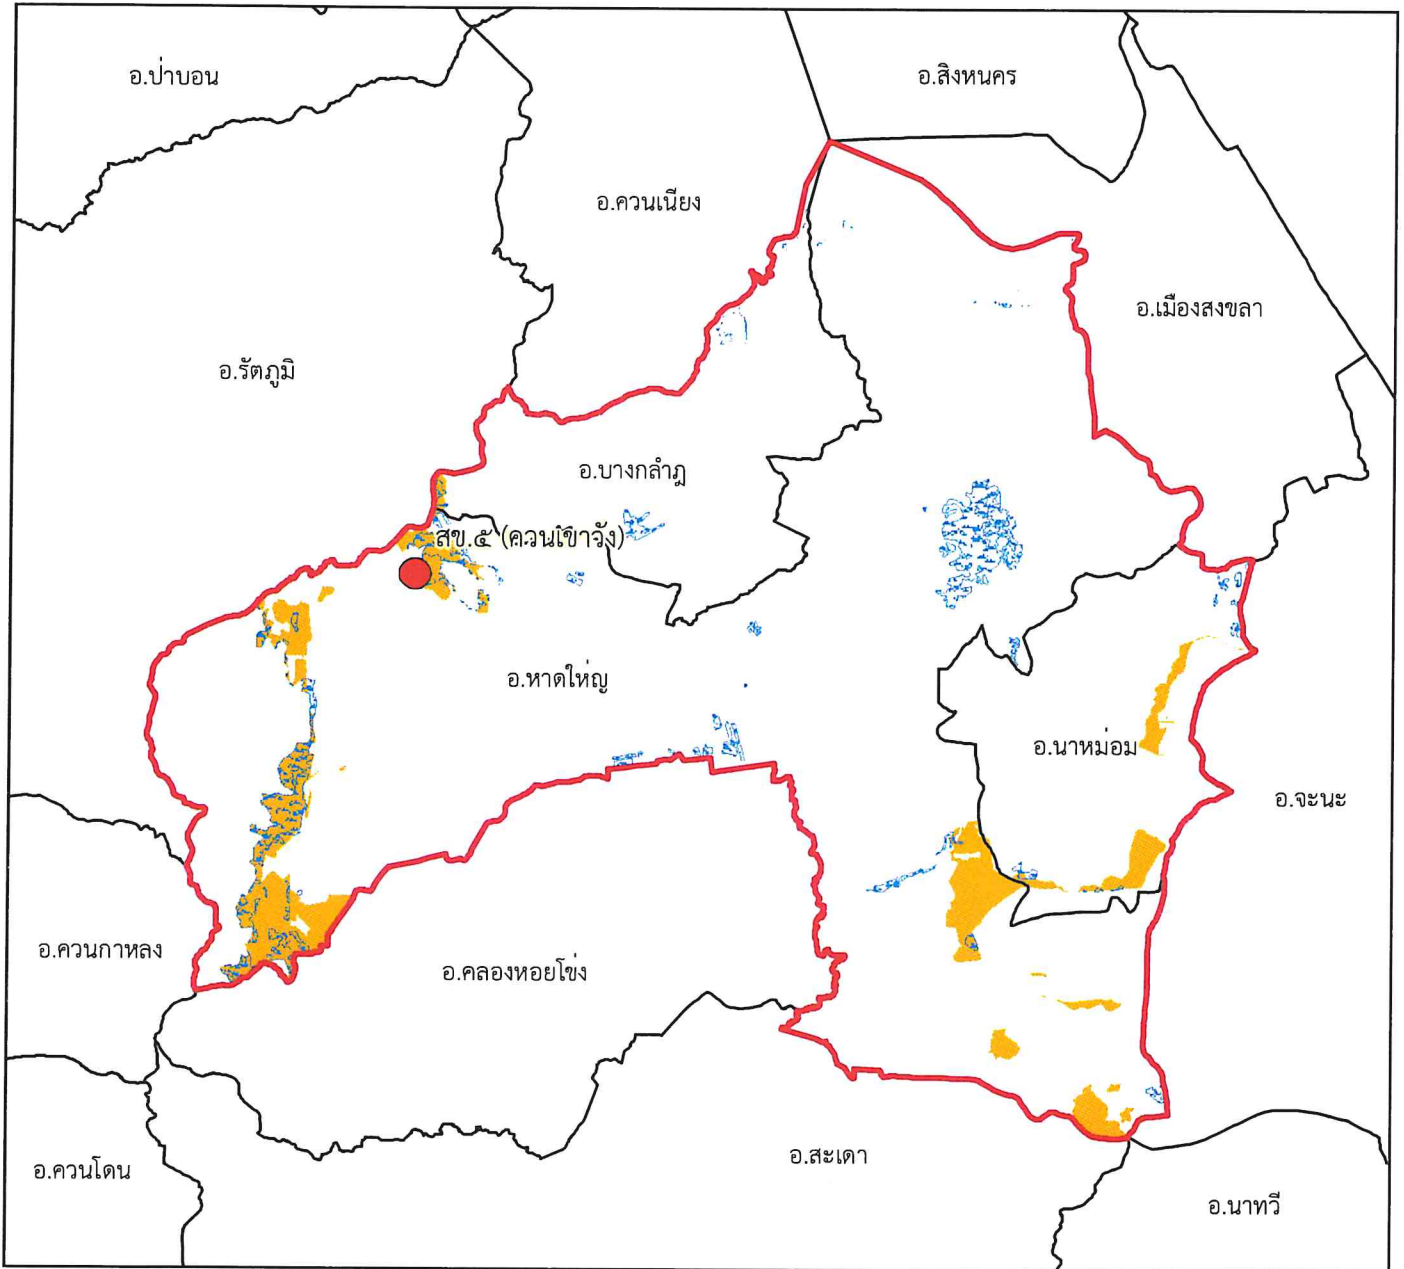 อ.ป่าบอน
อ.สิงหนคร
อ.ควนเนียง
อ.เมืองสงขลา
อ.รัตภูมิ
อ.บางกล่ำ
สข.๕ (ควนเขาวัง)
อ.หาดใหญ่
อ.นาหม่อม
อ.จะนะ
อ.ควนกาหลง
อ.คลองหอยโข่ง
อ.ควนโดน
อ.สะเดา
อ.นาทวี